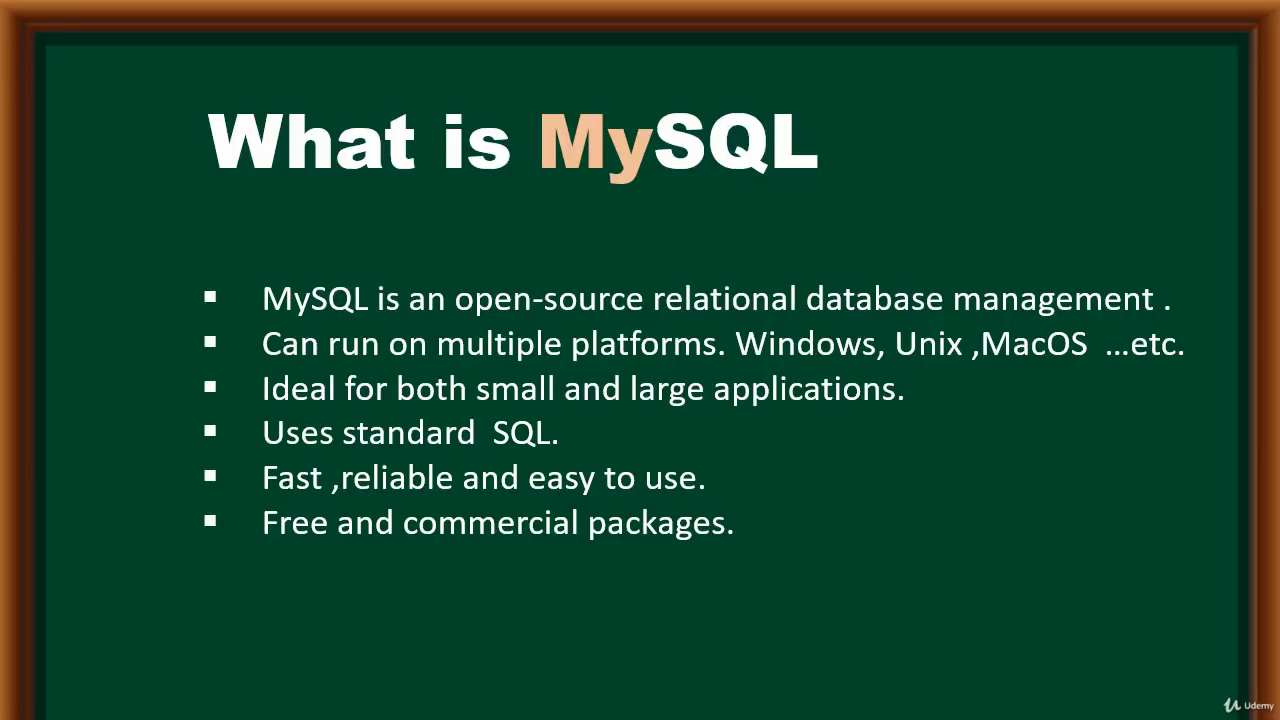 What is MySQL
▪ MySQL is an open-source relational database management .
▪ Can run on multiple platforms. Windows, Unix ,MacOS  ...etc.
▪ Ideal for both small and large applications.
▪ Uses standard  SQL.
▪ Fast ,reliable and easy to use.
▪ Free and commercial packages.
Udemy